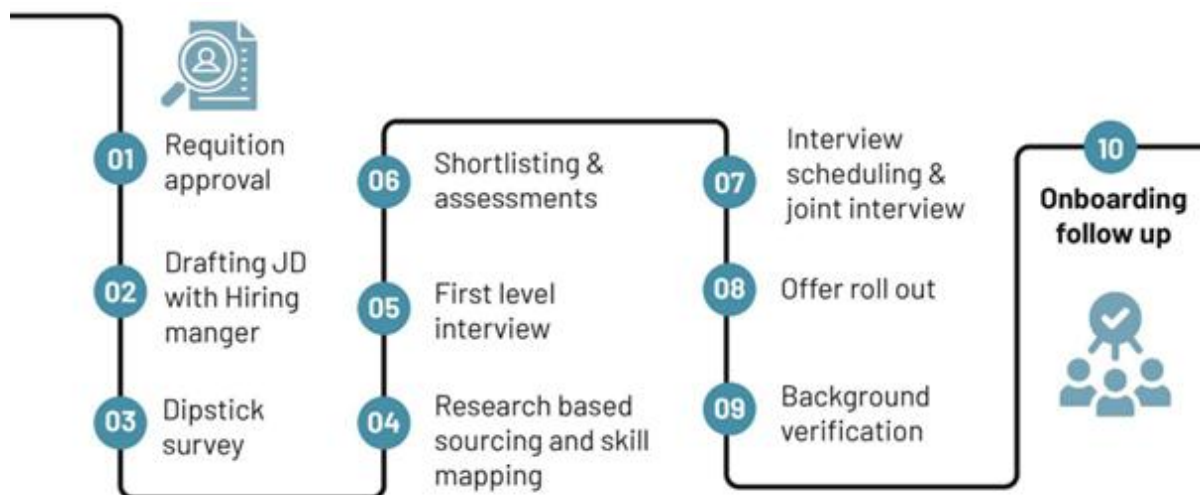 01
Requition
approval
02
Drafting JD
with Hiring
manger
03
Dipstick
survey
04
Research based
sourcing and skill
mapping
05
First level
interview
06
Shortlisting &
assessments
07
Interview
scheduling &
joint interview
08
Offer roll out
09
Background
verification
10
Onboarding
follow up